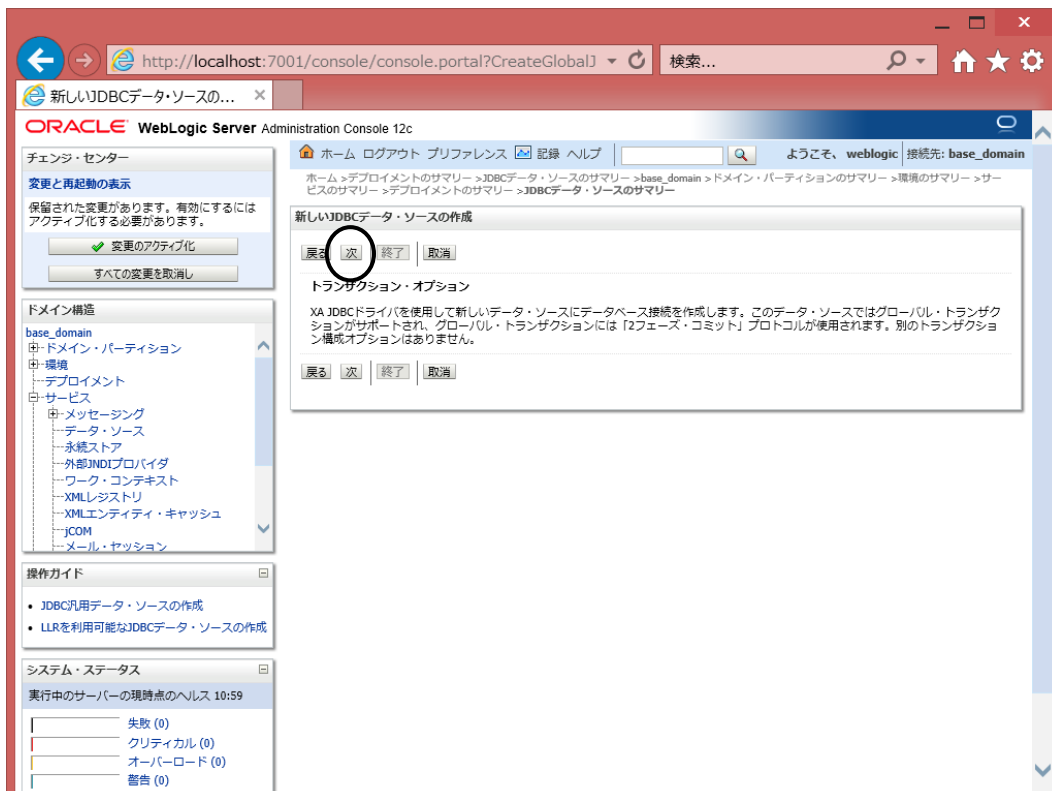 http://localhost:7001/console/console.portal?CreateGlobalJ
検索...
新しいJDBCデータ・ソースの...
ORACLE WebLogic Server Administration Console 12c
チェンジ・センター
変更と再起動の表示
保留された変更があります。有効にするには
アクティブ化する必要があります。
変更のアクティブ化
すべての変更を取消し
ドメイン構造
base_domain
ドメイン・パーティション
環境
デプロイメント
サービス
メッセージング
データ・ソース
永続ストア
外部JNDIプロバイダ
ワーク・コンテキスト
XMLレジストリ
XMLエンティティ・キャッシュ
jCOM
メール・セッション
操作ガイド
• JDBC汎用データ・ソースの作成
• LLRを利用可能なJDBCデータ・ソースの作成
システム・ステータス
実行中のサーバーの現時点のヘルス 10:59
失敗 (0)
クリティカル (0)
オーバーロード (0)
警告 (0)
ホーム ログアウト プリファレンス 記録 ヘルプ
ようこそ、 weblogic 接続先: base_domain
ホーム >デプロイメントのサマリー >JDBCデータ・ソースのサマリー >base_domain >ドメイン・パーティションのサマリー >環境のサマリー >サー
ビスのサマリー >デプロイメントのサマリー >JDBCデータ・ソースのサマリー
新しいJDBCデータ・ソースの作成
戻る 次 終了 取消
トランザクション・オプション
XA JDBCドライバを使用して新しいデータ・ソースにデータベース接続を作成します。このデータ・ソースではグローバル・トランザク
ションがサポートされ、グローバル・トランザクションには「2フェーズ・コミット」プロトコルが使用されます。別のトランザクショ
ン構成オプションはありません。
戻る 次 終了 取消